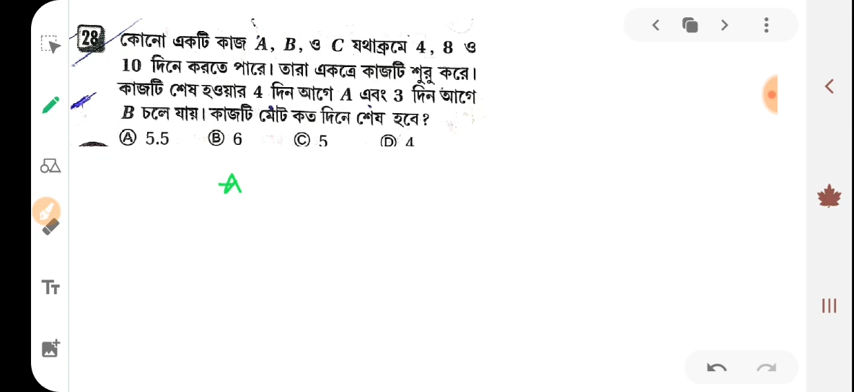 28 কোনো একটি কাজ A, B, ও C যথাক্রমে 4, 8 ও
10 দিনে করতে পারে। তারা একত্রে কাজটি শুরু করে।
কাজটি শেষ হওয়ার 4 দিন আগে A এবং 3 দিন আগে
B চলে যায়। কাজটি মোট কত দিনে শেষ হবে?
Ⓐ 5.5 Ⓑ 6 Ⓒ 5 Ⓓ 4
A
Tт